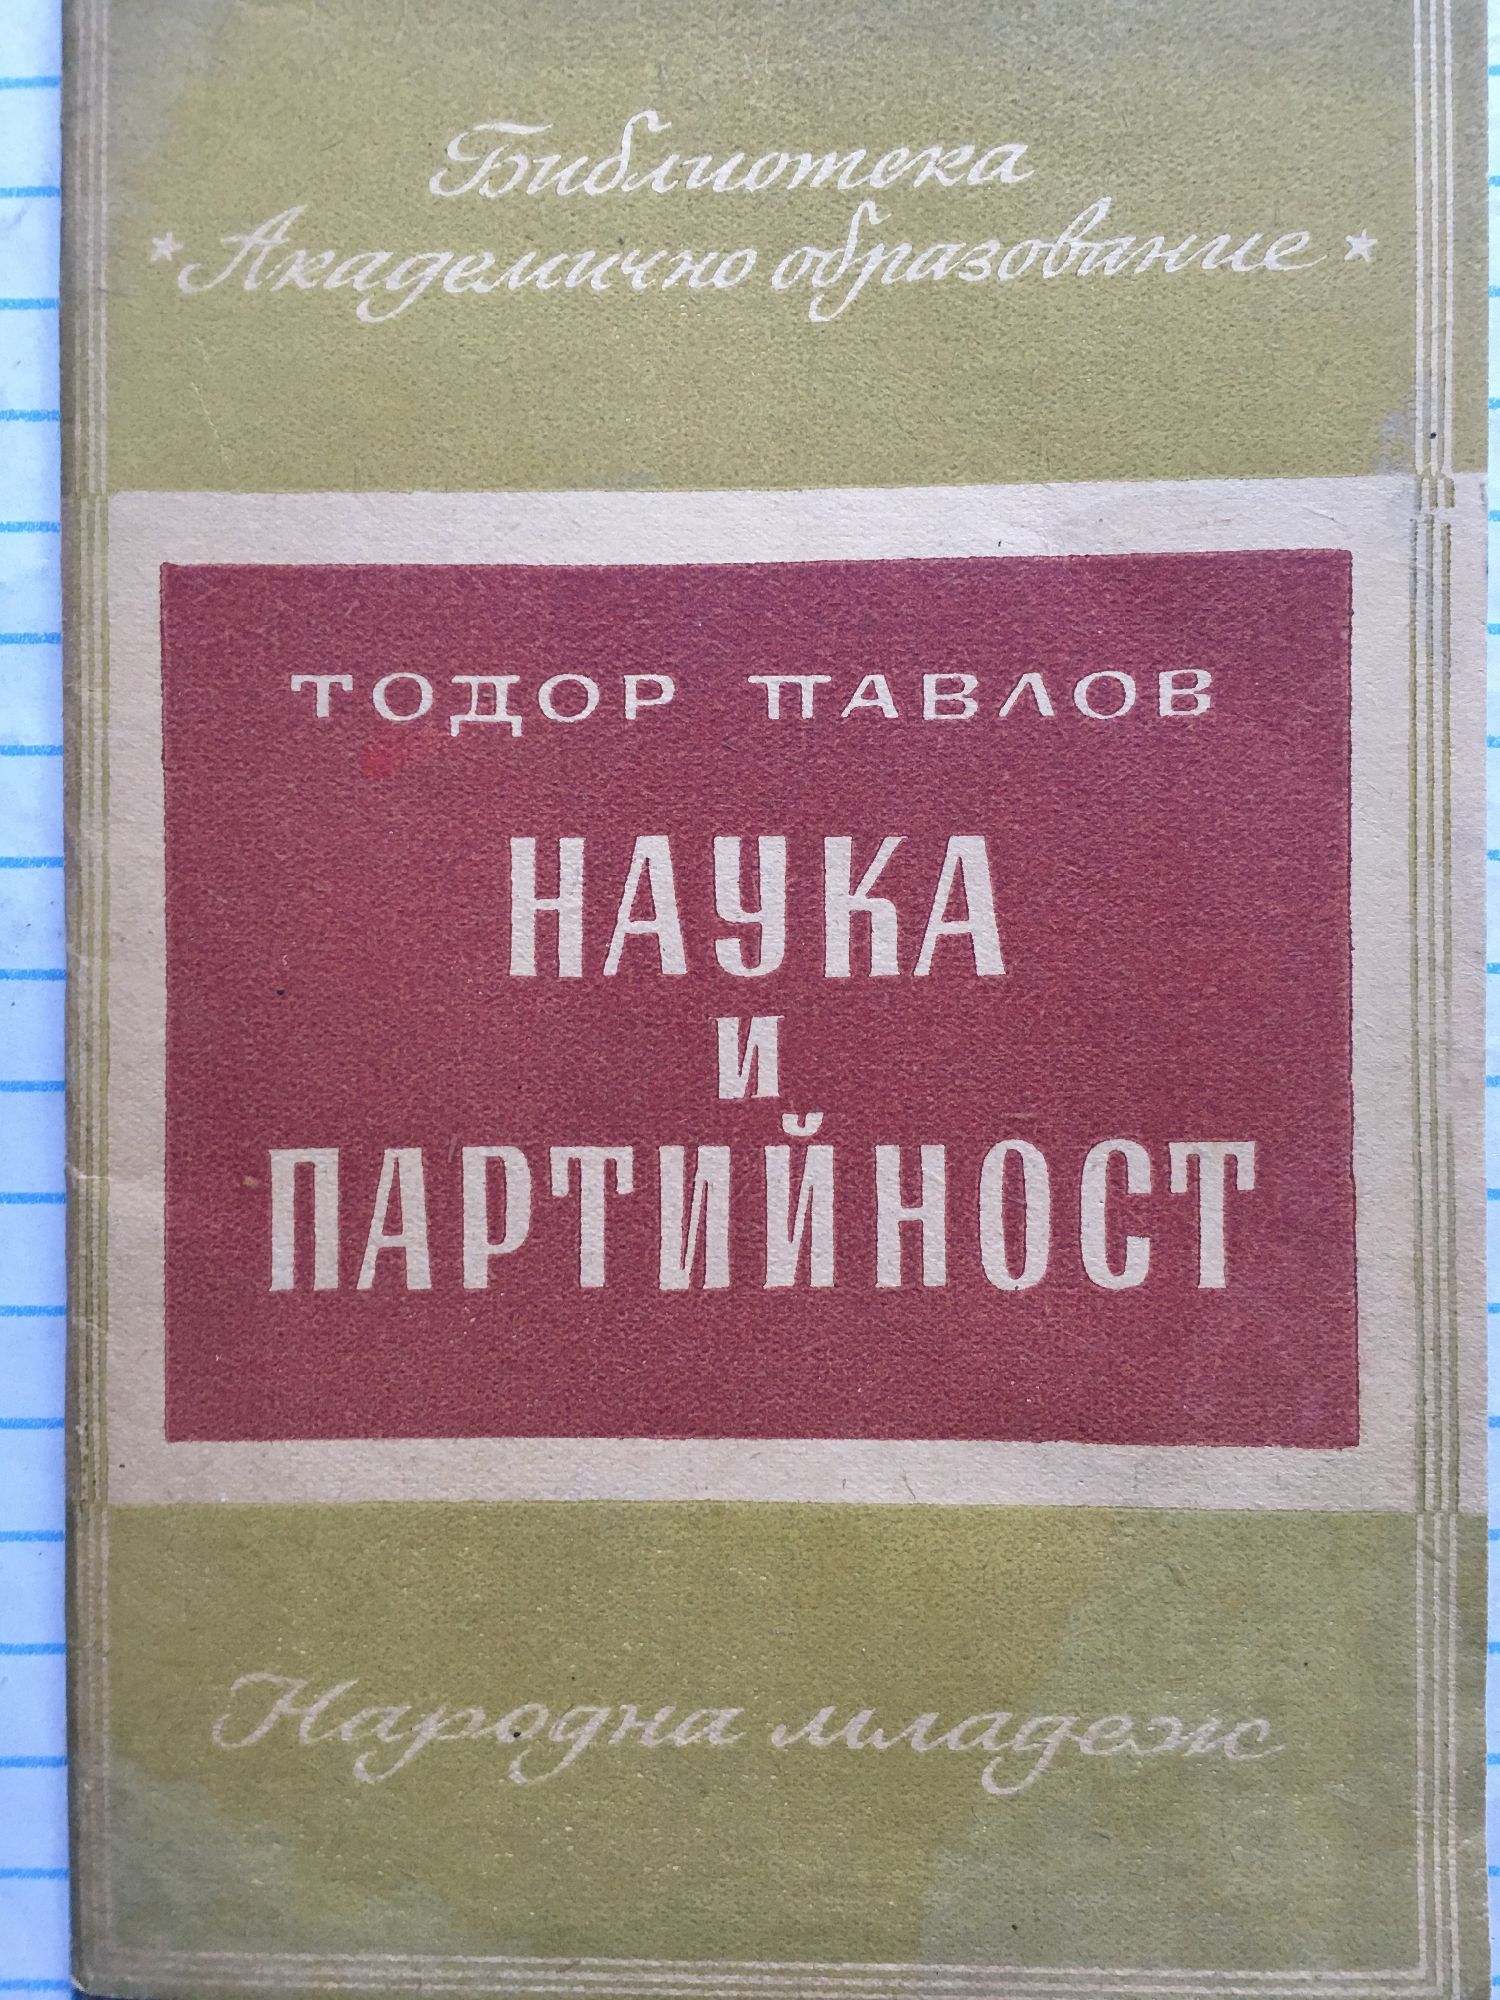 Библиотека
* Академично образование *
ТОДОР ПАВЛОВ
НАУКА
И
ПАРТИЙНОСТ
Народна младеж